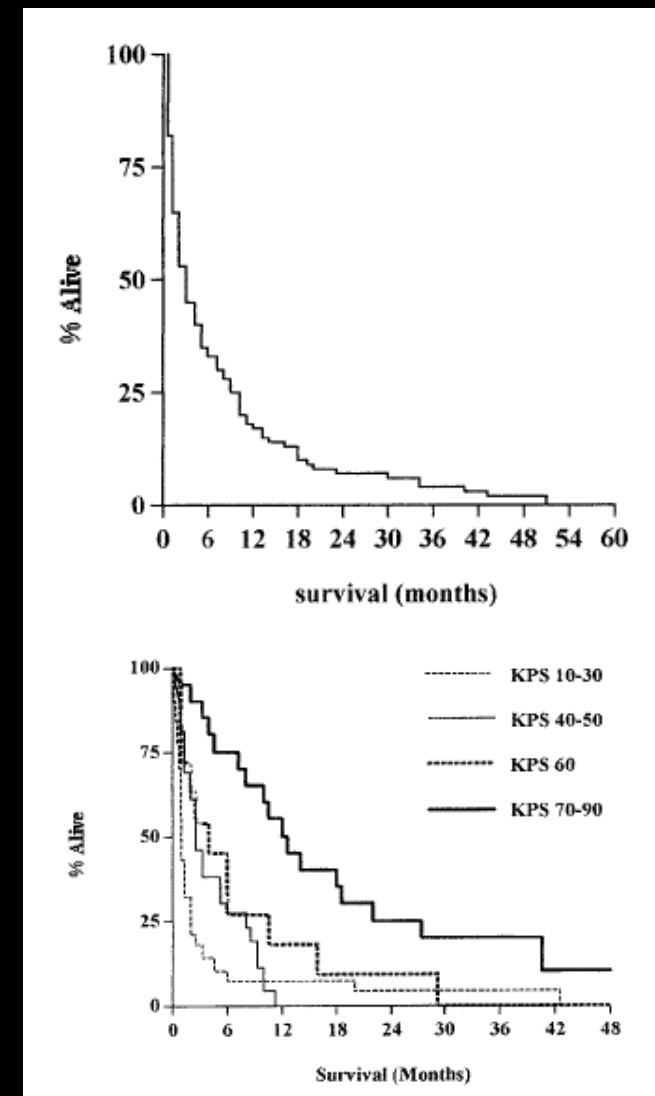 100
75
50
25
0
% Alive
0 6 12 18 24 30 36 42 48 54 60
survival (months)
100
75
50
25
0
% Alive
KPS 10-30
KPS 40-50
KPS 60
KPS 70-90
0 6 12 18 24 30 36 42 48
Survival (Months)